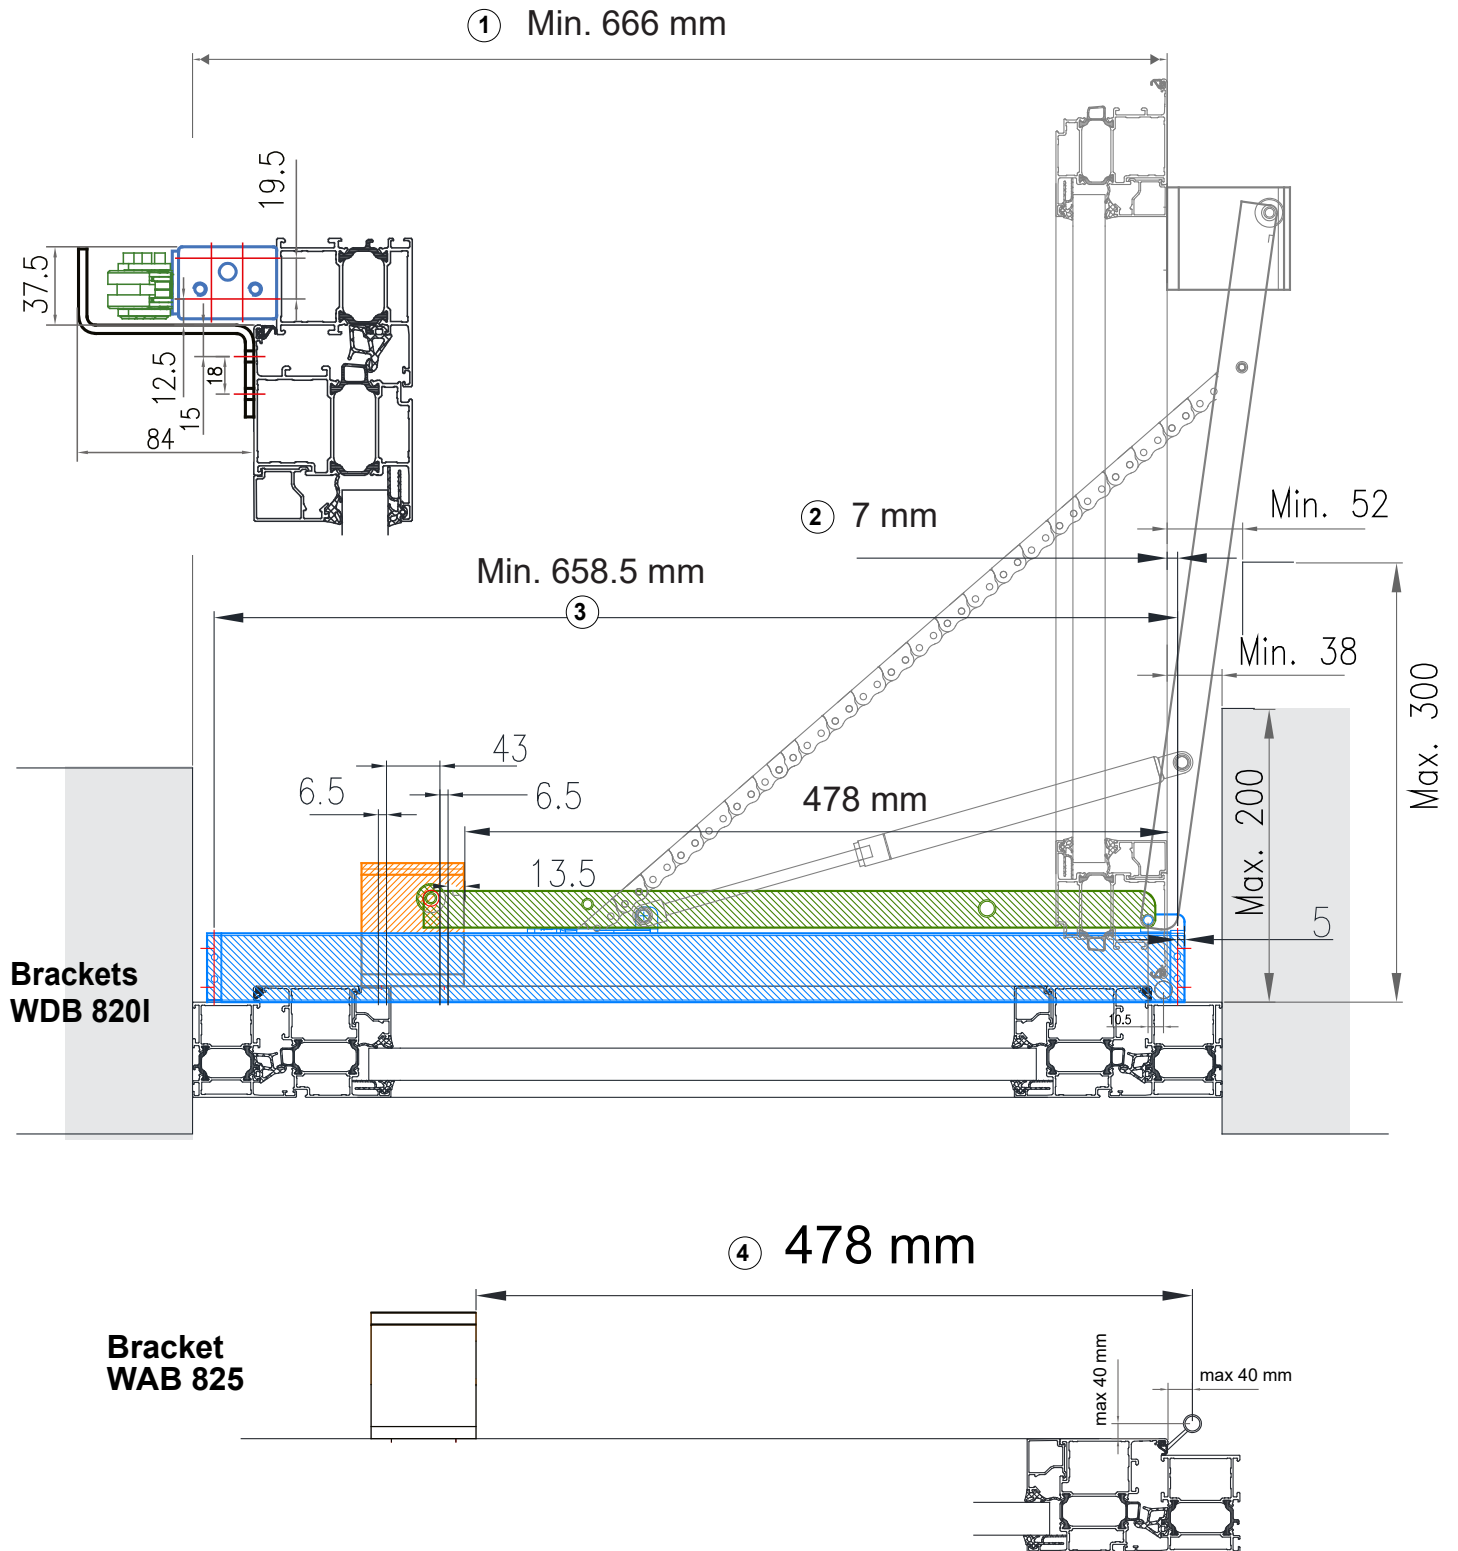 1 Min. 666 mm
19.5
37.5
12.5
18
15
84
2 7 mm
Min. 52
Min. 658.5 mm
3
Min. 38
Max. 300
43
6.5
6.5
478 mm
Max. 200
13.5
5
Brackets
WDB 820I
10.5
4 478 mm
Bracket
WAB 825
max 40 mm
max 40 mm